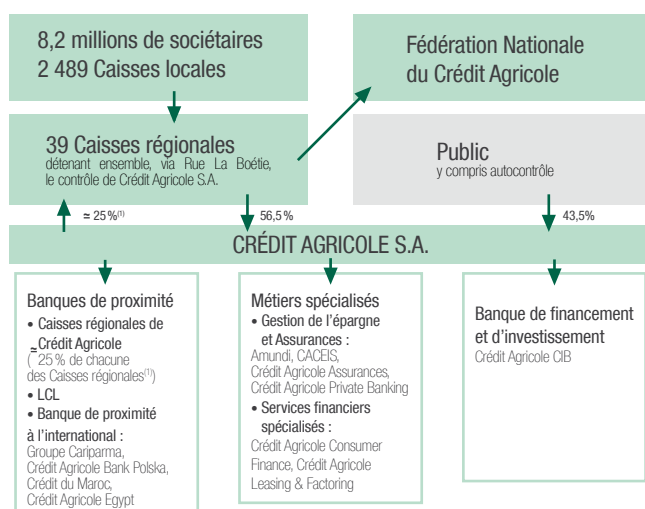 8,2 millions de sociétaires
2 489 Caisses locales
Fédération Nationale
du Crédit Agricole
39 Caisses régionales
détenant ensemble, via Rue La Boétie,
le contrôle de Crédit Agricole S.A.
Public
y compris autocontrôle
≃ 25 %(1)
56,5 %
43,5%
CRÉDIT AGRICOLE S.A.
Banques de proximité
• Caisses régionales de
Crédit Agricole
(≃ 25 % de chacune
des Caisses régionales(1))
• LCL
• Banque de proximité
à l'international :
Groupe Cariparma,
Crédit Agricole Bank Polska,
Crédit du Maroc,
Crédit Agricole Egypt
Métiers spécialisés
• Gestion de l'épargne
et Assurances :
Amundi, CACEIS,
Crédit Agricole Assurances,
Crédit Agricole Private Banking
• Services financiers
spécialisés :
Crédit Agricole Consumer
Finance, Crédit Agricole
Leasing & Factoring
Banque de financement
et d'investissement
Crédit Agricole CIB